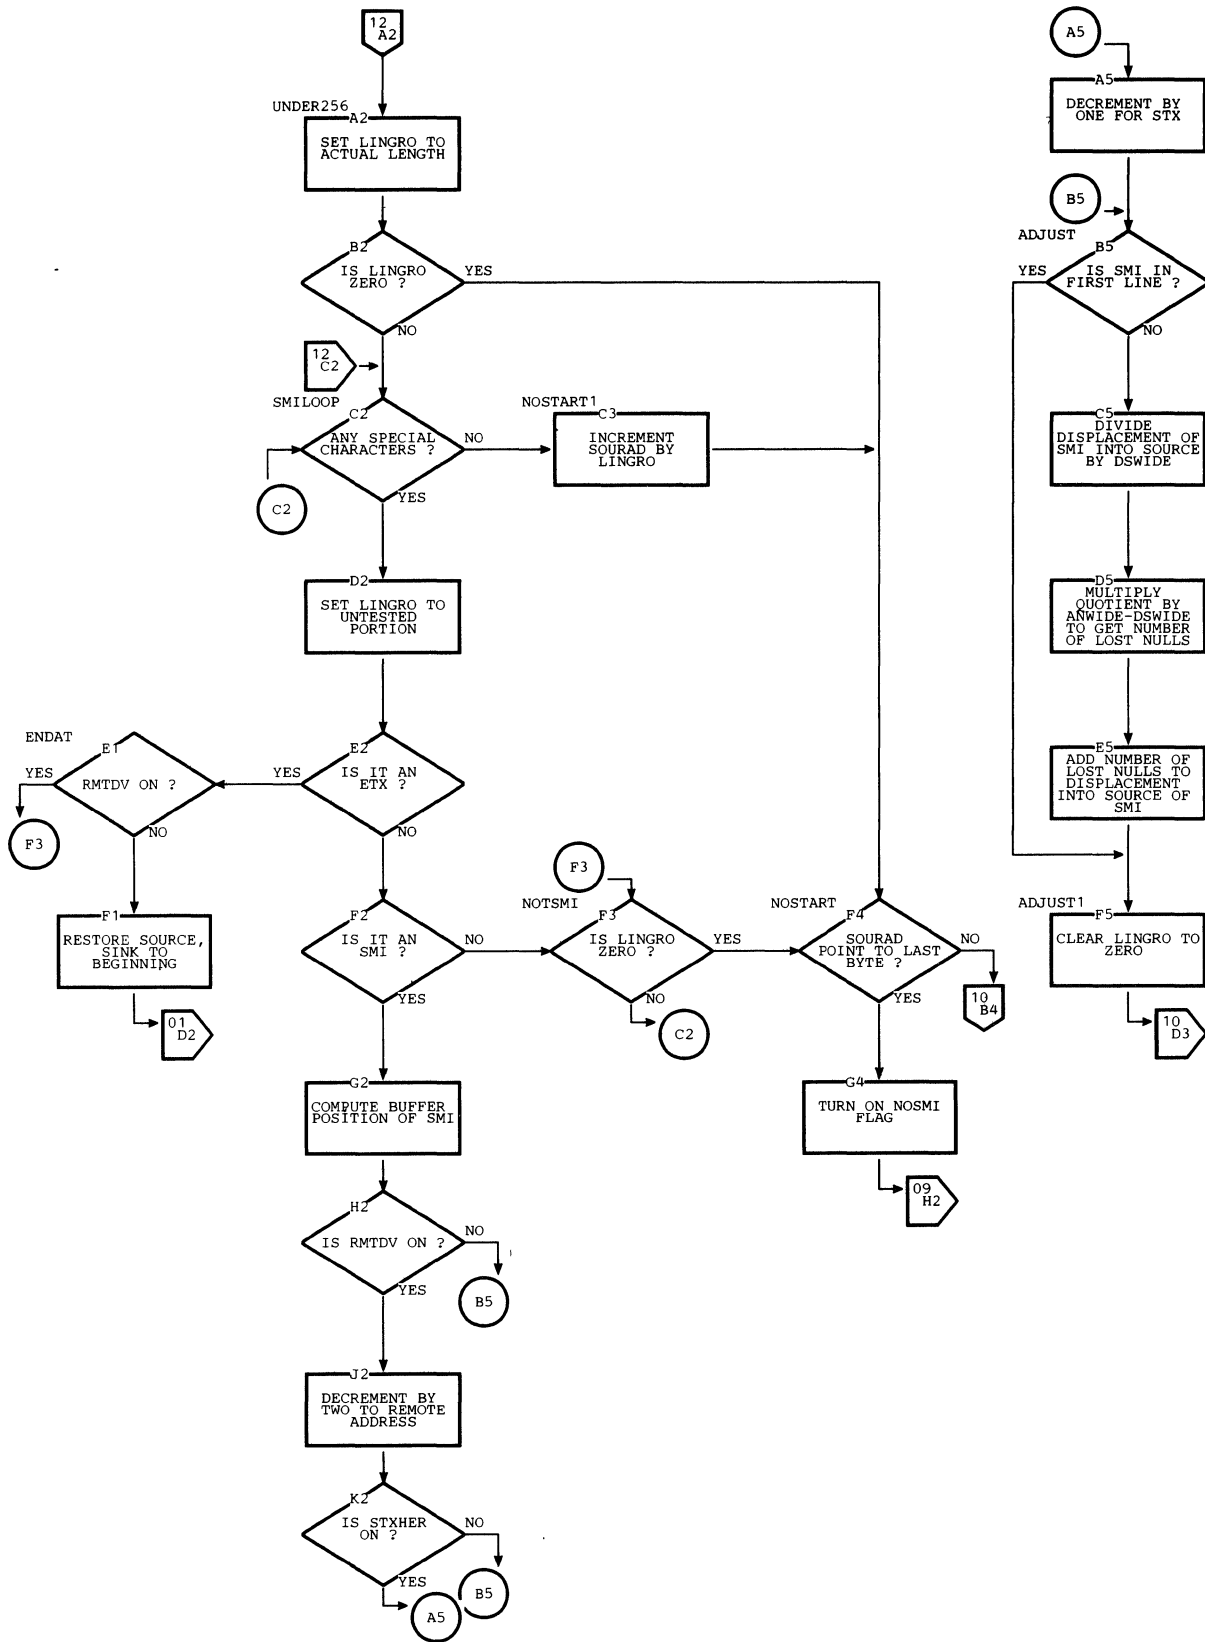 12
A2
UNDER256
A2
SET LINGRO TO
ACTUAL LENGTH
B2
IS LINGRO
ZERO ?
YES
NO
12
C2
SMILOOP
C2
ANY SPECIAL
CHARACTERS ?
NO
YES
C2
NOSTART1
C3
INCREMENT
SOURAD BY
LINGRO
D2
SET LINGRO TO
UNTESTED
PORTION
ENDAT
E1
YES
RMTDV ON ?
NO
F3
E2
YES
IS IT AN
ETX ?
NO
F1
RESTORE SOURCE,
SINK TO
BEGINNING
01
D2
F2
IS IT AN
SMI ?
NO
YES
F3
NOTSMI
F3
IS LINGRO
ZERO ?
YES
NO
C2
NOSTART
F4
SOURAD
POINT TO LAST
BYTE ?
NO
YES
10
B4
G2
COMPUTE BUFFER
POSITION OF SMI
G4
TURN ON NOSMI
FLAG
09
H2
H2
IS RMTDV ON ?
NO
YES
B5
J2
DECREMENT BY
TWO TO REMOTE
ADDRESS
K2
IS STXHER
ON ?
NO
YES
B5
A5
A5
A5
DECREMENT BY
ONE FOR STX
B5
ADJUST
B5
YES
IS SMI IN
FIRST LINE ?
NO
C5
DIVIDE
DISPLACEMENT OF
SMI INTO SOURCE
BY DSWIDE
D5
MULTIPLY
QUOTIENT BY
ANWIDE-DSWIDE
TO GET NUMBER
OF LOST NULLS
E5
ADD NUMBER OF
LOST NULLS TO
DISPLACEMENT
INTO SOURCE OF
SMI
ADJUST1
F5
CLEAR LINGRO TO
ZERO
10
D3